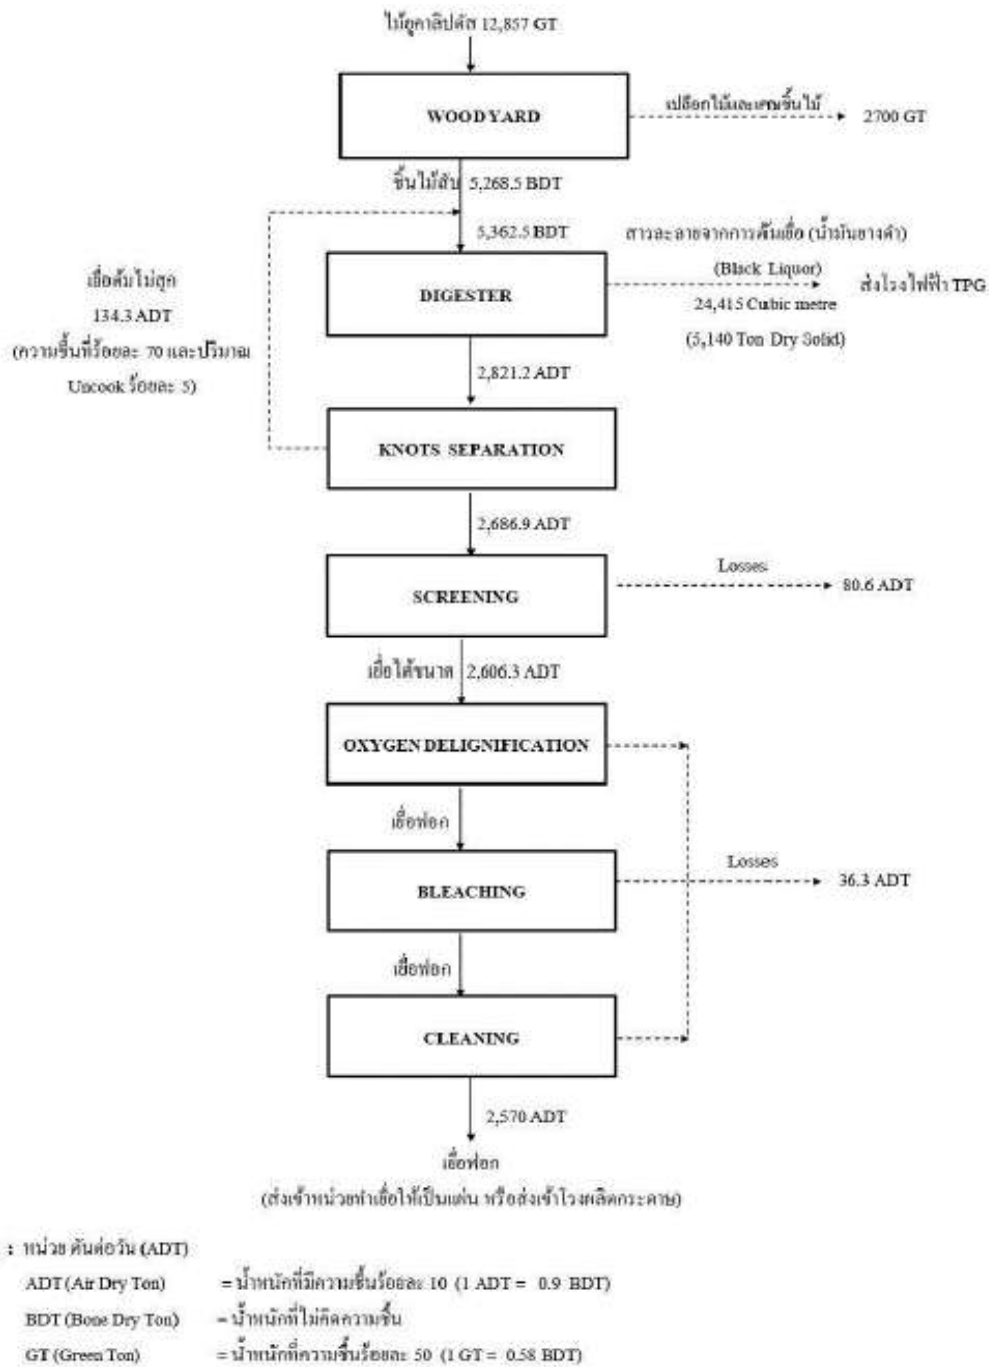 ไม้ยูคาลิปตัส 12,857 GT
WOOD YARD
เปลือกไม้และเศษชิ้นไม้
2700 GT
ชิ้นไม้สับ 5,268.5 BDT
5,362.5 BDT
สารละลายจากการต้มเยื่อ (น้ำมันยางดำ)
(Black Liquor)
ส่งโรงไฟฟ้า TPG
24,415 Cubic metre
(5,140 Ton Dry Solid)
DIGESTER
เยื่อต้มไม่สุก
134.3 ADT
(ความชื้นที่ร้อยละ 70 และปริมาณ
Uncook ร้อยละ 5)
2,821.2 ADT
KNOTS SEPARATION
2,686.9 ADT
SCREENING
Losses
80.6 ADT
เยื่อได้ขนาด 2,606.3 ADT
OXYGEN DELIGNIFICATION
เยื่อฟอก
BLEACHING
Losses
36.3 ADT
เยื่อฟอก
CLEANING
2,570 ADT
เยื่อฟอก
(ส่งเข้าหน่วยทำเยื่อให้เป็นแผ่น หรือส่งเข้าโรงผลิตกระดาษ)
: หน่วย ตันต่อวัน (ADT)
ADT (Air Dry Ton) = น้ำหนักที่มีความชื้นร้อยละ 10 (1 ADT = 0.9 BDT)
BDT (Bone Dry Ton) = น้ำหนักที่ไม่คิดความชื้น
GT (Green Ton) = น้ำหนักที่ความชื้นร้อยละ 50 (1 GT = 0.58 BDT)